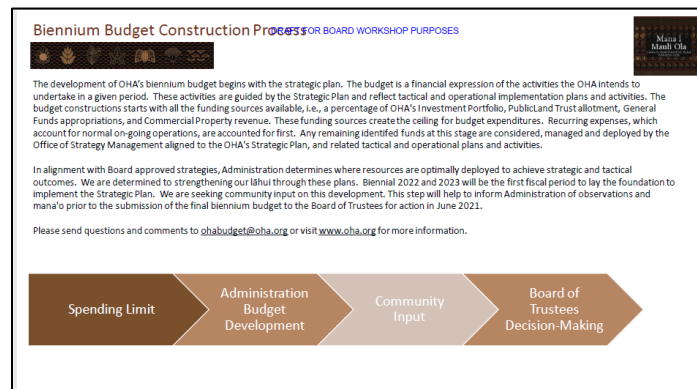 Biennium Budget Construction Process
DRAFT FOR BOARD WORKSHOP PURPOSES
Mana i
Mauli Ola
The development of OHA's biennium budget begins with the strategic plan. The budget is a financial expression of the activities the OHA intends to
undertake in a given period. These activities are guided by the Strategic Plan and reflect tactical and operational implementation plans and activities. The
budget constructions starts with all the funding sources available, i.e., a percentage of OHA's Investment Portfolio, PublicLand Trust allotment, General
Funds appropriations, and Commercial Property revenue. These funding sources create the ceiling for budget expenditures. Recurring expenses, which
account for normal on-going operations, are accounted for first. Any remaining identifed funds at this stage are considered, managed and deployed by the
Office of Strategy Management aligned to the OHA's Strategic Plan, and related tactical and operational plans and activities.
In alignment with Board approved strategies, Administration determines where resources are optimally deployed to achieve strategic and tactical
outcomes. We are determined to strengthening our lāhui through these plans. Biennial 2022 and 2023 will be the first fiscal period to lay the foundation to
implement the Strategic Plan. We are seeking community input on this development. This step will help to inform Administration of observations and
mana'o prior to the submission of the final biennium budget to the Board of Trustees for action in June 2021.
Please send questions and comments to ohabudget@oha.org or visit www.oha.org for more information.
Spending Limit
Administration
Budget
Development
Community
Input
Board of
Trustees
Decision-Making